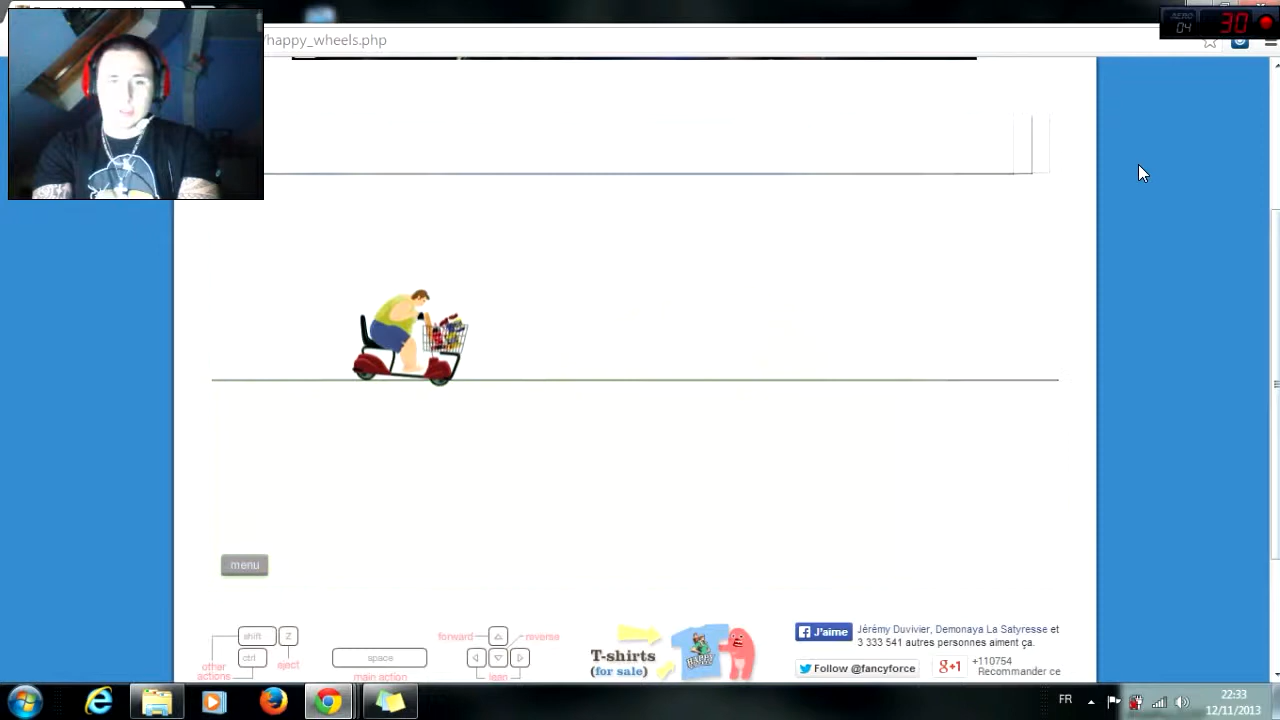 04 30
/happy_wheels.php
menu
shift Z forward reverse
ctrl eject space
other actions main action lean
T-shirts
(for sale)
J'aime Jérémy Duvivier, Demonaya La Satyresse et
3 333 541 autres personnes aiment ça.
Follow @fancyforce g+1 +110754
Recommander ce
FR 22:33
12/11/2013